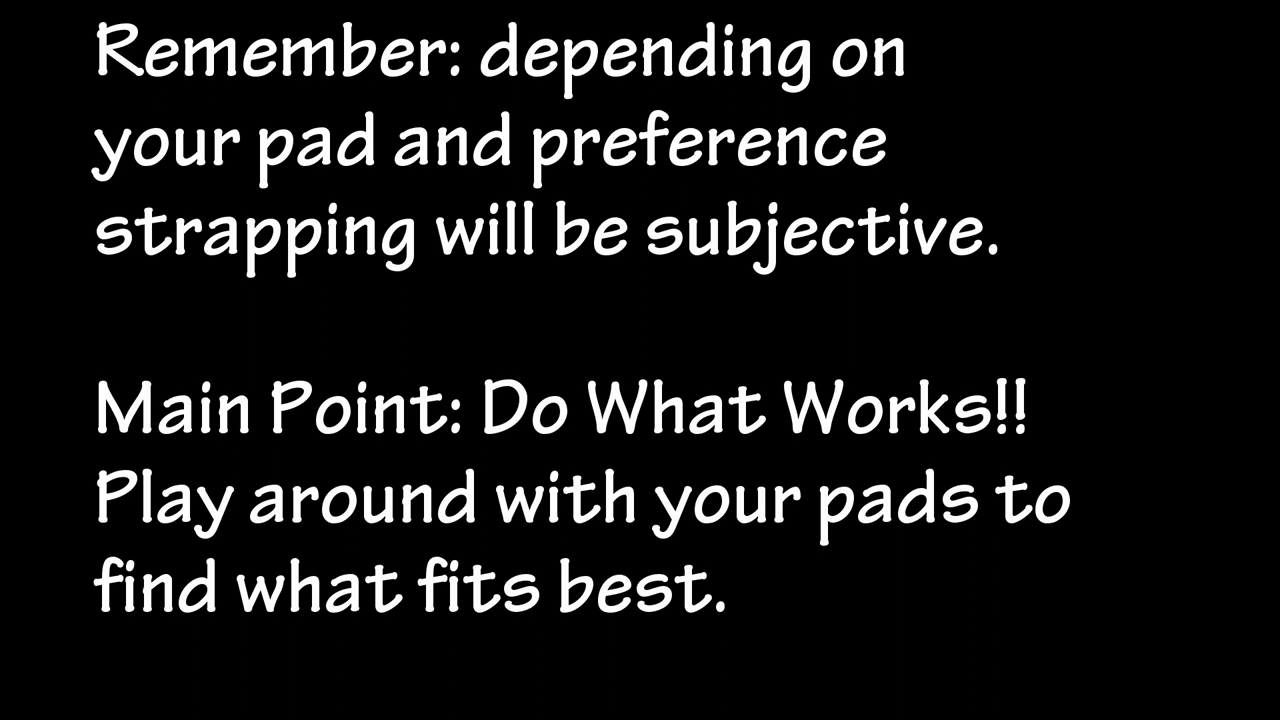 Remember: depending on
your pad and preference
strapping will be subjective.
Main Point: Do What Works!!
Play around with your pads to
find what fits best.